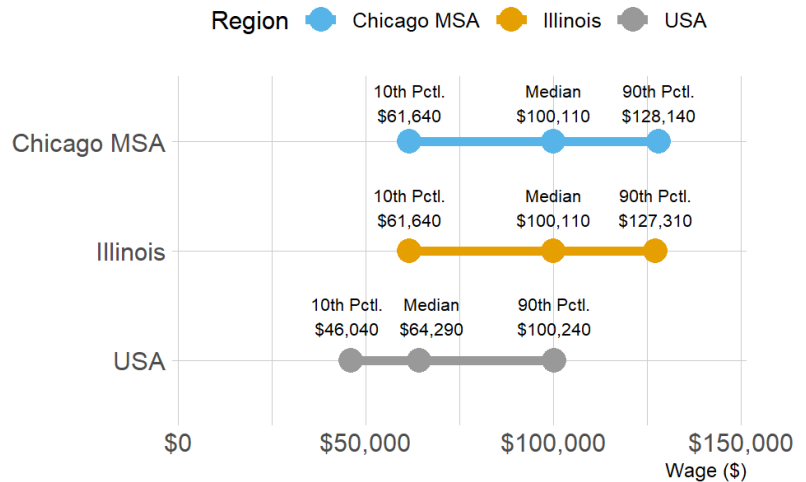 Region Chicago MSA Illinois USA
10th Pctl. Median 90th Pctl.
$61,640 $100,110 $128,140
Chicago MSA
10th Pctl. Median 90th Pctl.
$61,640 $100,110 $127,310
Illinois
10th Pctl. Median 90th Pctl.
$46,040 $64,290 $100,240
USA
$0 $50,000 $100,000 $150,000
Wage ($)